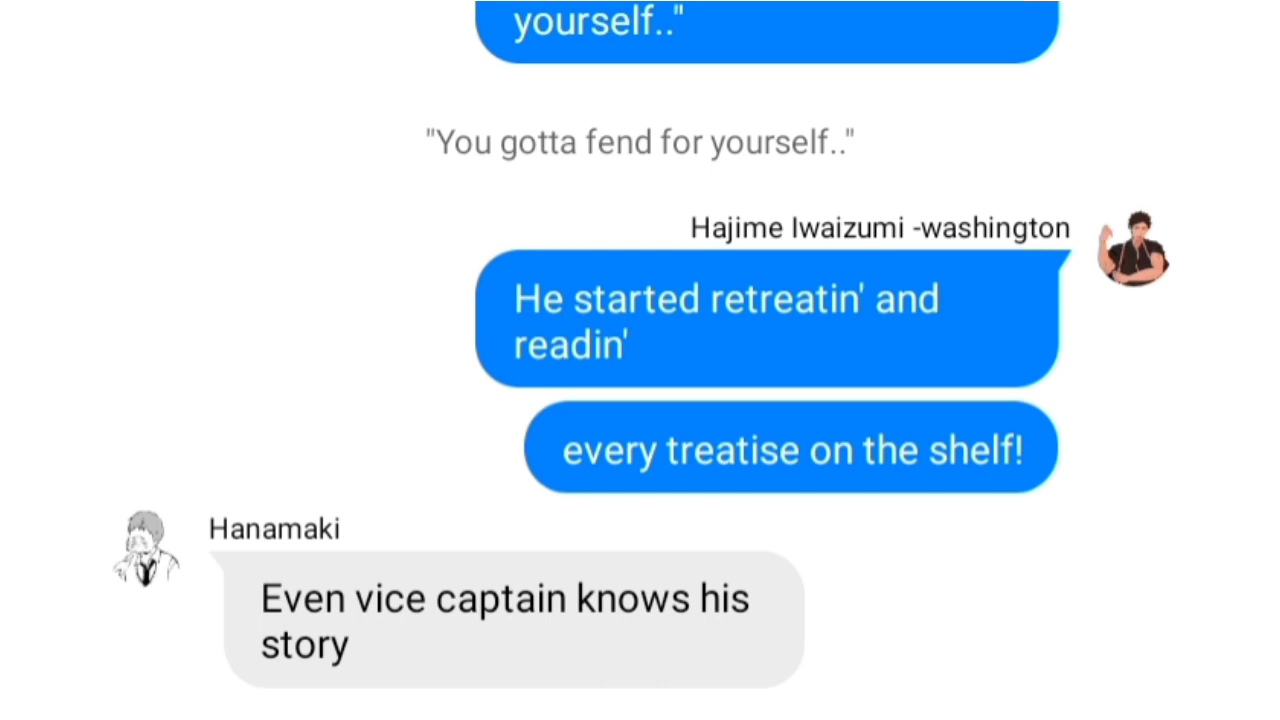 yourself.."
"You gotta fend for yourself.."
Hajime Iwaizumi -washington
He started retreatin' and
readin'
every treatise on the shelf!
Hanamaki
Even vice captain knows his
story